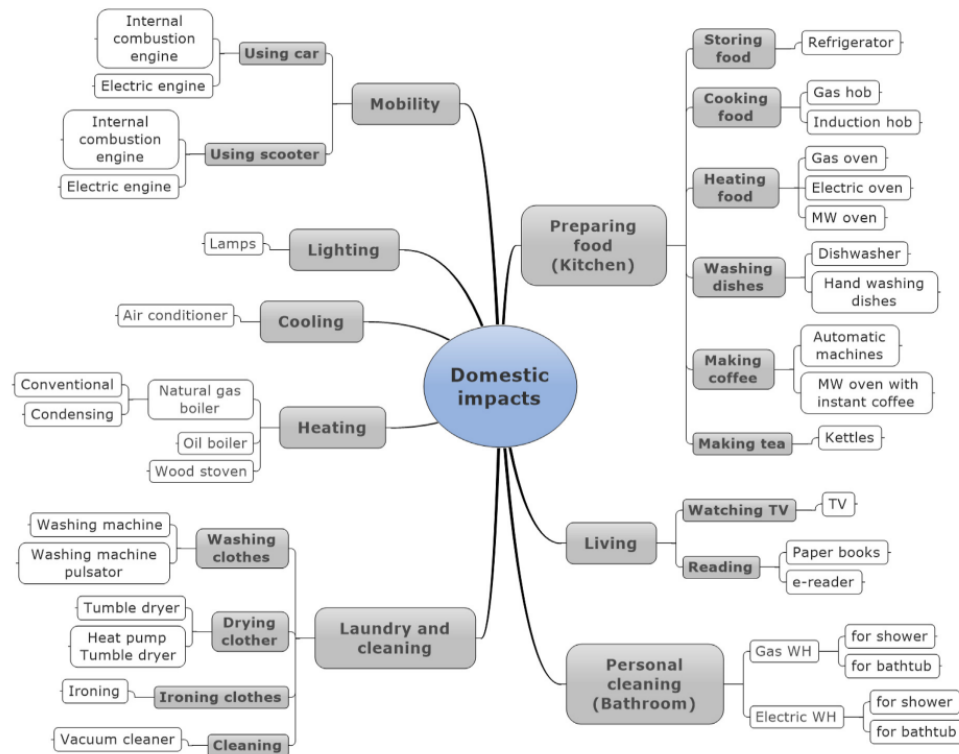 Domestic
impacts
Mobility
Using car
Internal
combustion
engine
Electric engine
Using scooter
Internal
combustion
engine
Electric engine
Lighting
Lamps
Cooling
Air conditioner
Heating
Natural gas
boiler
Conventional
Condensing
Oil boiler
Wood stoven
Laundry and
cleaning
Washing
clothes
Washing machine
Washing machine
pulsator
Drying
clother
Tumble dryer
Heat pump
Tumble dryer
Ironing clothes
Ironing
Cleaning
Vacuum cleaner
Preparing
food
(Kitchen)
Storing
food
Refrigerator
Cooking
food
Gas hob
Induction hob
Heating
food
Gas oven
Electric oven
MW oven
Washing
dishes
Dishwasher
Hand washing
dishes
Making
coffee
Automatic
machines
MW oven with
instant coffee
Making tea
Kettles
Living
Watching TV
TV
Reading
Paper books
e-reader
Personal
cleaning
(Bathroom)
Gas WH
for shower
for bathtub
Electric WH
for shower
for bathtub